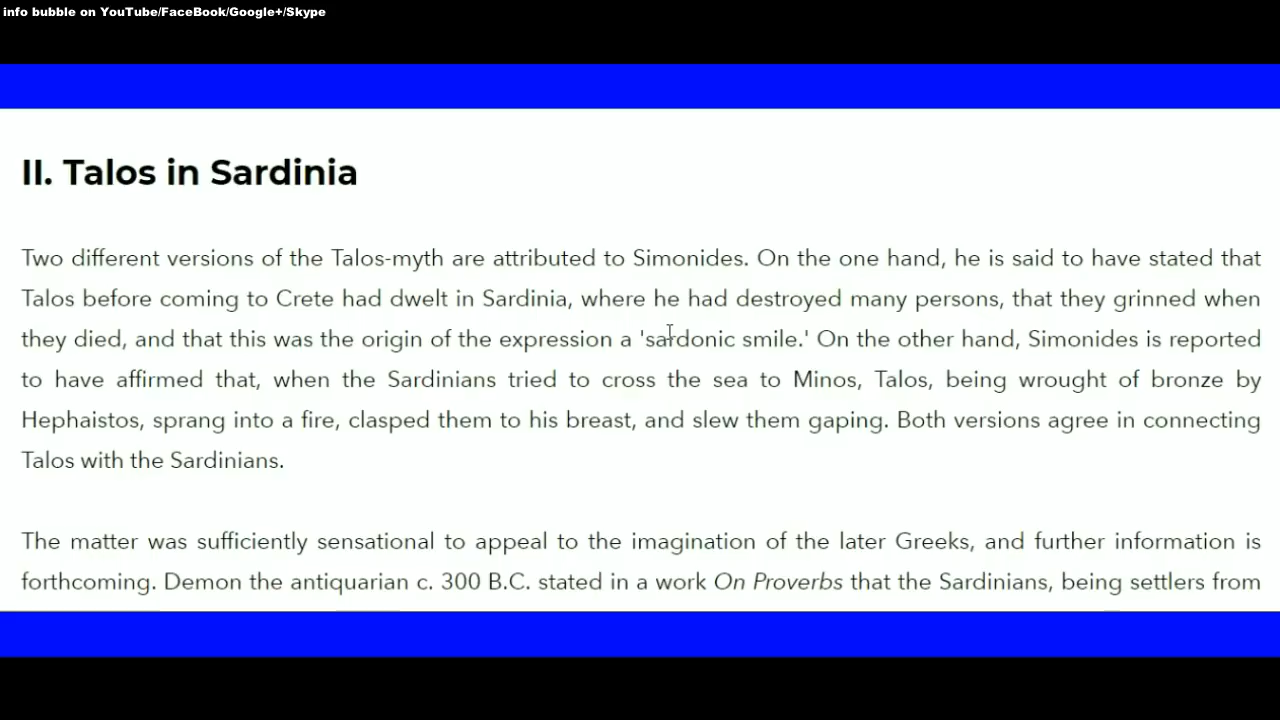 info bubble on YouTube/FaceBook/Google+/Skype
II. Talos in Sardinia
Two different versions of the Talos-myth are attributed to Simonides. On the one hand, he is said to have stated that
Talos before coming to Crete had dwelt in Sardinia, where he had destroyed many persons, that they grinned when
they died, and that this was the origin of the expression a 'sardonic smile.' On the other hand, Simonides is reported
to have affirmed that, when the Sardinians tried to cross the sea to Minos, Talos, being wrought of bronze by
Hephaistos, sprang into a fire, clasped them to his breast, and slew them gaping. Both versions agree in connecting
Talos with the Sardinians.
The matter was sufficiently sensational to appeal to the imagination of the later Greeks, and further information is
forthcoming. Demon the antiquarian c. 300 B.C. stated in a work On Proverbs that the Sardinians, being settlers from